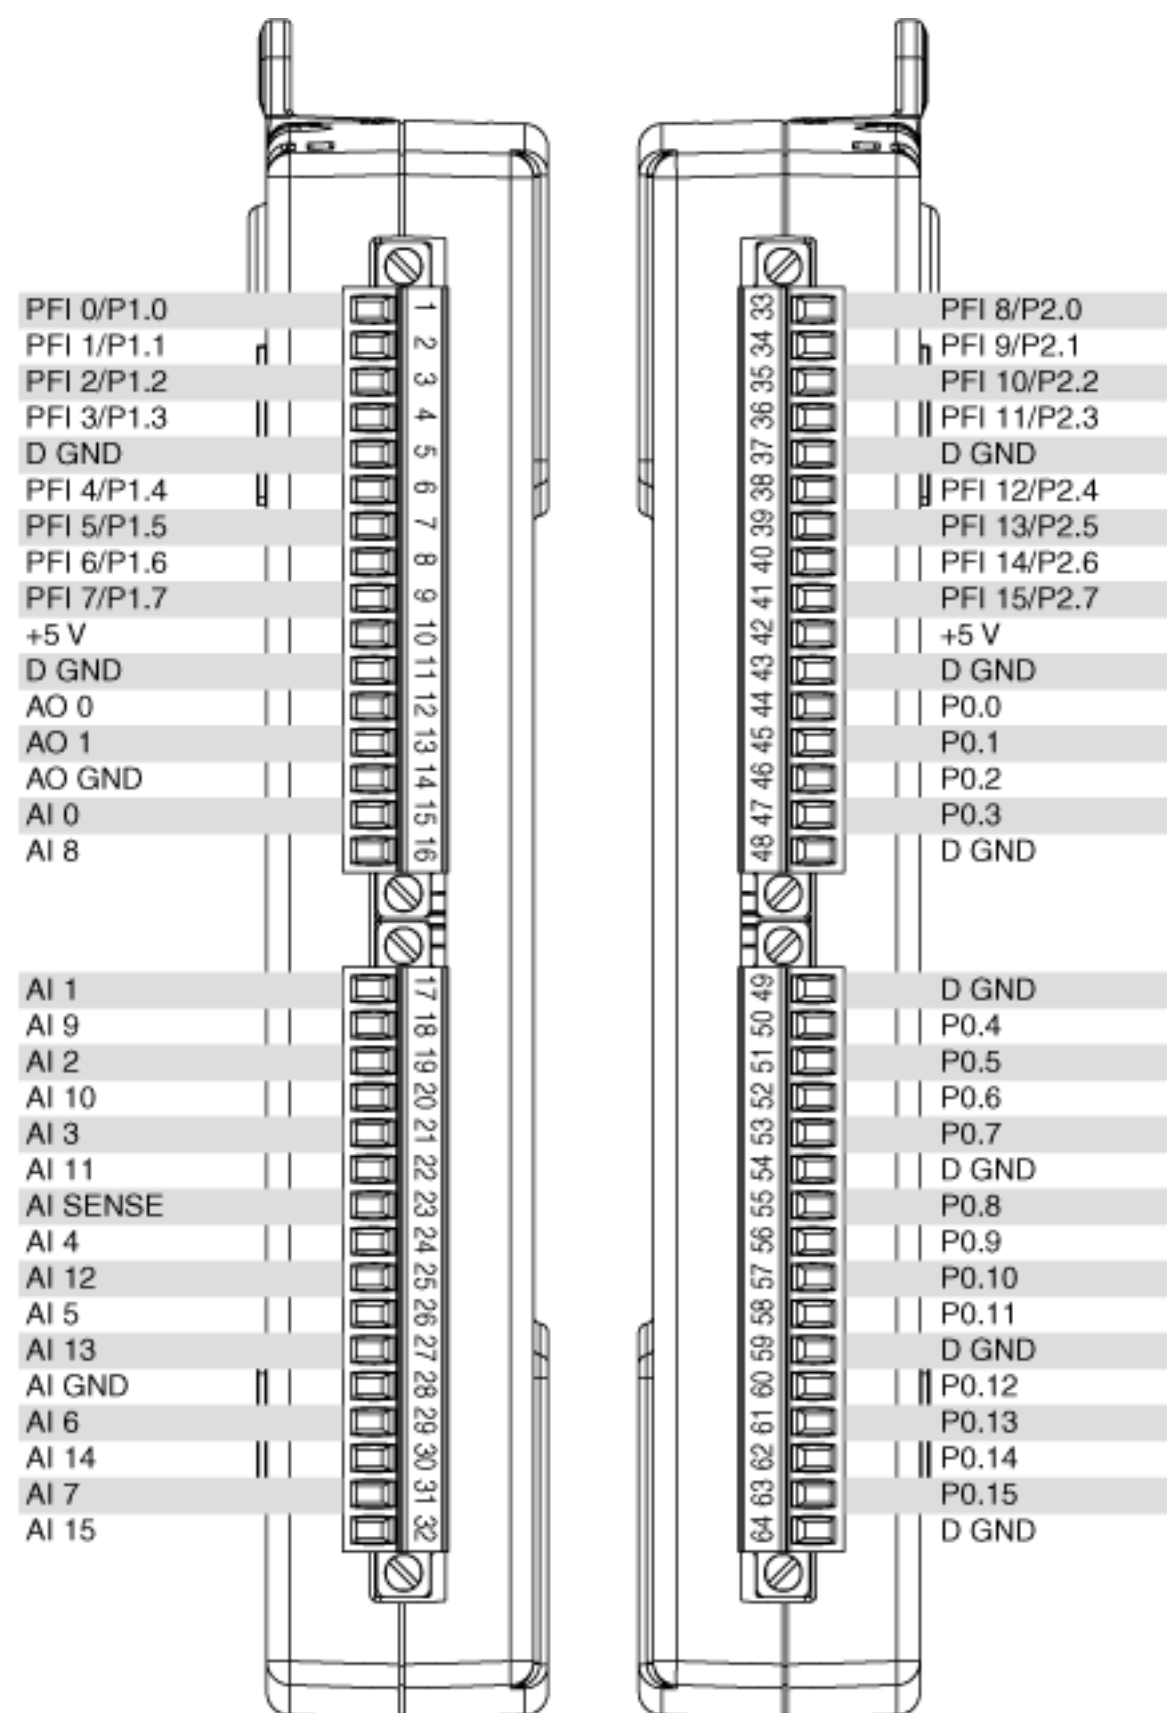 PFI 0/P1.0 1
PFI 1/P1.1 2
PFI 2/P1.2 3
PFI 3/P1.3 4
D GND 5
PFI 4/P1.4 6
PFI 5/P1.5 7
PFI 6/P1.6 8
PFI 7/P1.7 9
+5 V 10
D GND 11
AO 0 12
AO 1 13
AO GND 14
AI 0 15
AI 8 16
AI 1 17
AI 9 18
AI 2 19
AI 10 20
AI 3 21
AI 11 22
AI SENSE 23
AI 4 24
AI 12 25
AI 5 26
AI 13 27
AI GND 28
AI 6 29
AI 14 30
AI 7 31
AI 15 32
33 PFI 8/P2.0
34 PFI 9/P2.1
35 PFI 10/P2.2
36 PFI 11/P2.3
37 D GND
38 PFI 12/P2.4
39 PFI 13/P2.5
40 PFI 14/P2.6
41 PFI 15/P2.7
42 +5 V
43 D GND
44 P0.0
45 P0.1
46 P0.2
47 P0.3
48 D GND
49 D GND
50 P0.4
51 P0.5
52 P0.6
53 P0.7
54 D GND
55 P0.8
56 P0.9
57 P0.10
58 P0.11
59 D GND
60 P0.12
61 P0.13
62 P0.14
63 P0.15
64 D GND